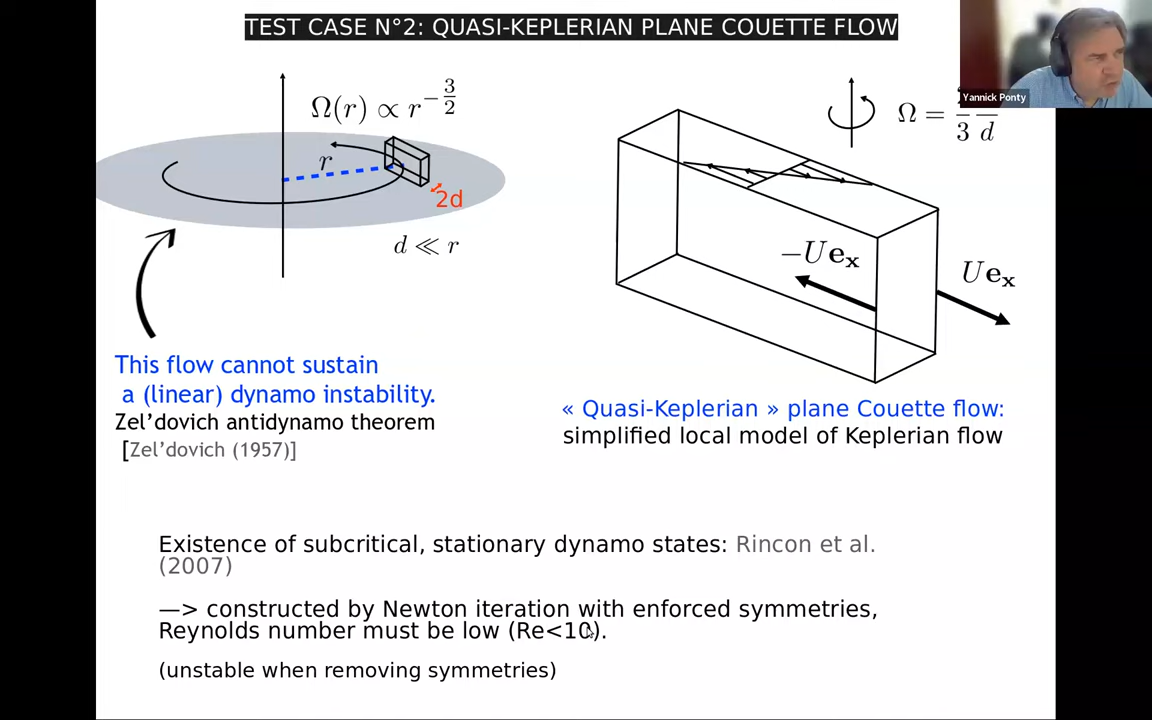 TEST CASE N°2: QUASI-KEPLERIAN PLANE COUETTE FLOW
Yannick Ponty
Ω(r) ∝ r^{-3/2}
r
2d
d ≪ r
Ω =
3 d
−Ue_x
Ue_x
This flow cannot sustain
a (linear) dynamo instability.
Zel’dovich antidynamo theorem
[Zel’dovich (1957)]
« Quasi-Keplerian » plane Couette flow:
simplified local model of Keplerian flow
Existence of subcritical, stationary dynamo states: Rincon et al.
(2007)
—> constructed by Newton iteration with enforced symmetries,
Reynolds number must be low (Re<10).
(unstable when removing symmetries)